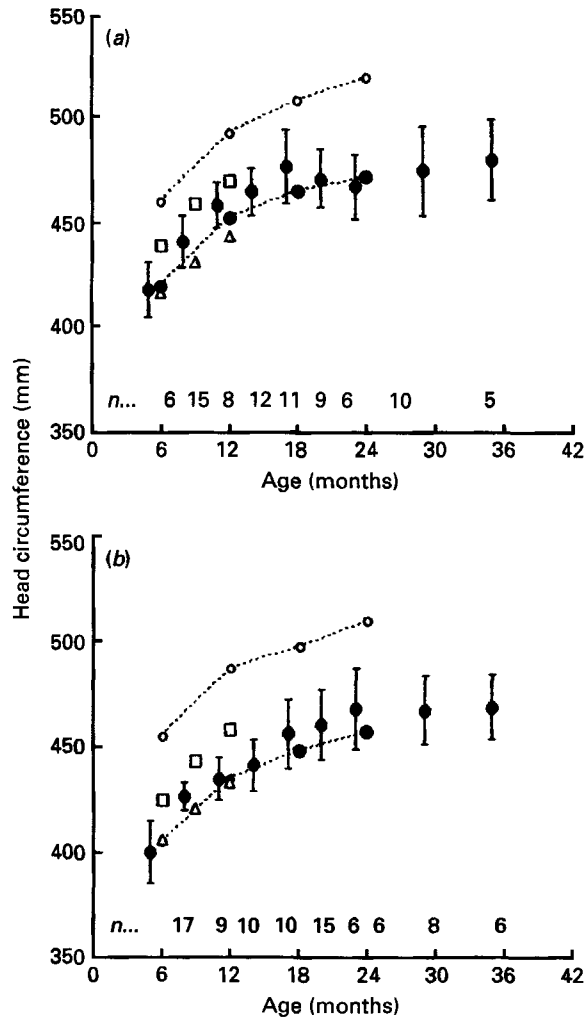 (a)
550
500
450
400
350
n... 6 15 8 12 11 9 6 10 5
0 6 12 18 24 30 36 42
Age (months)
Head circumference (mm)
(b)
550
500
450
400
350
n... 17 9 10 10 15 6 6 8 6
0 6 12 18 24 30 36 42
Age (months)